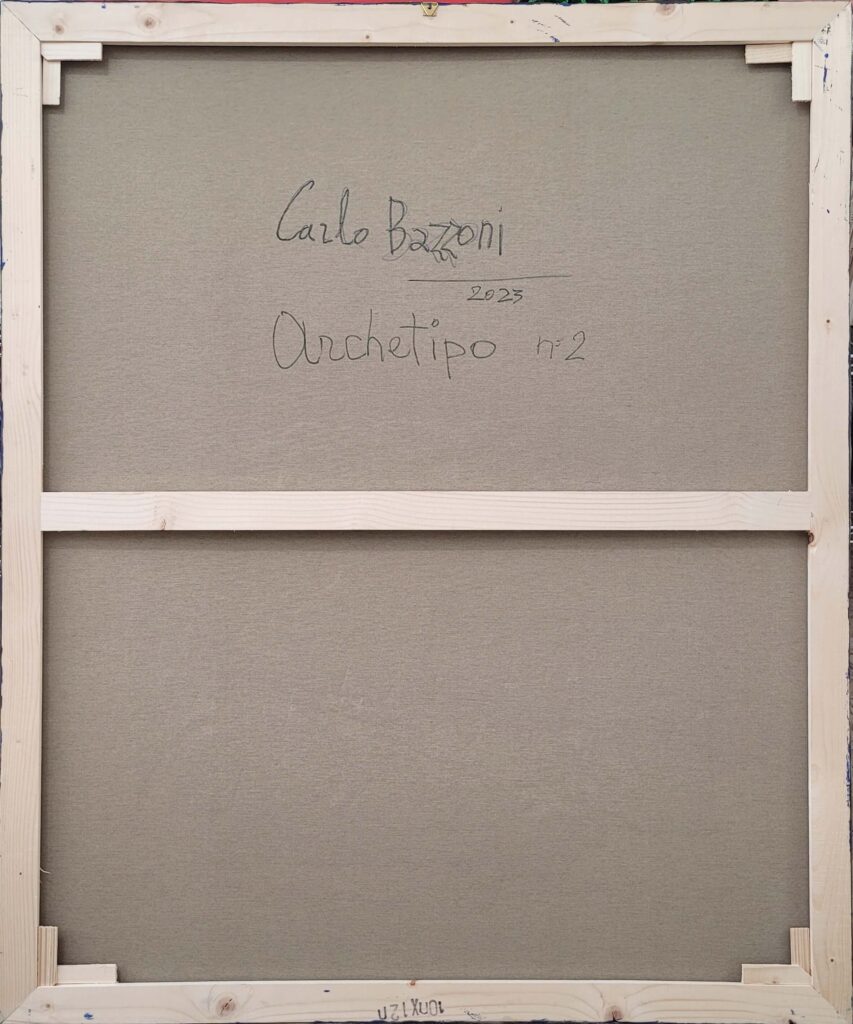 Carlo Bazzoni
2023
Archetipo n.2
100X120